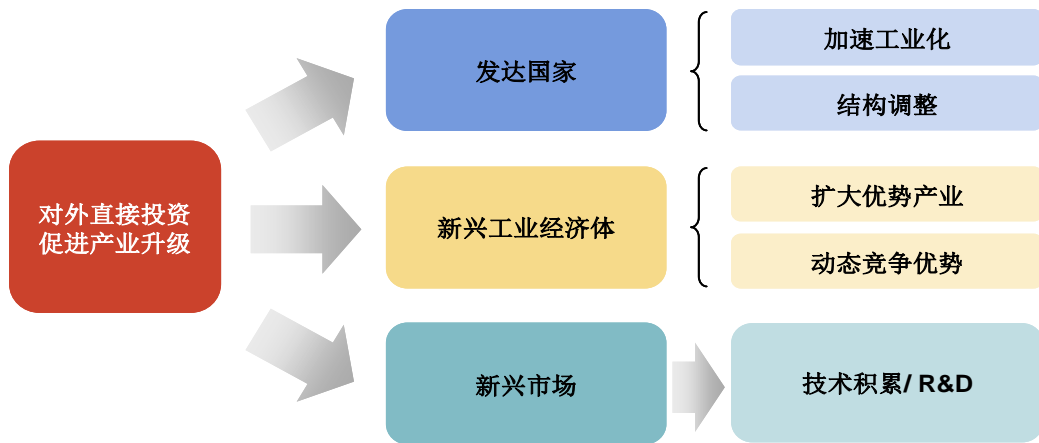 对外直接投资
促进产业升级
发达国家
加速工业化
结构调整
新兴工业经济体
扩大优势产业
动态竞争优势
新兴市场
技术积累/ R&D